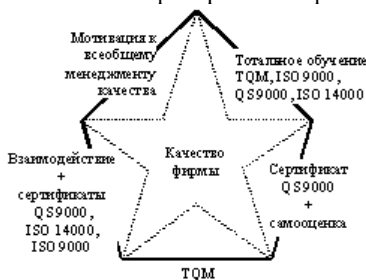 Мотивация к
всеобщему
менеджменту
качества
Тотальное обучение
TQM, ISO 9000,
QS9000, ISO 14000
Взаимодействие
+
сертификаты
QS9000,
ISO 14000,
ISO 9000
Качество
фирмы
Сертификат
QS9000
+
самооценка
TQM